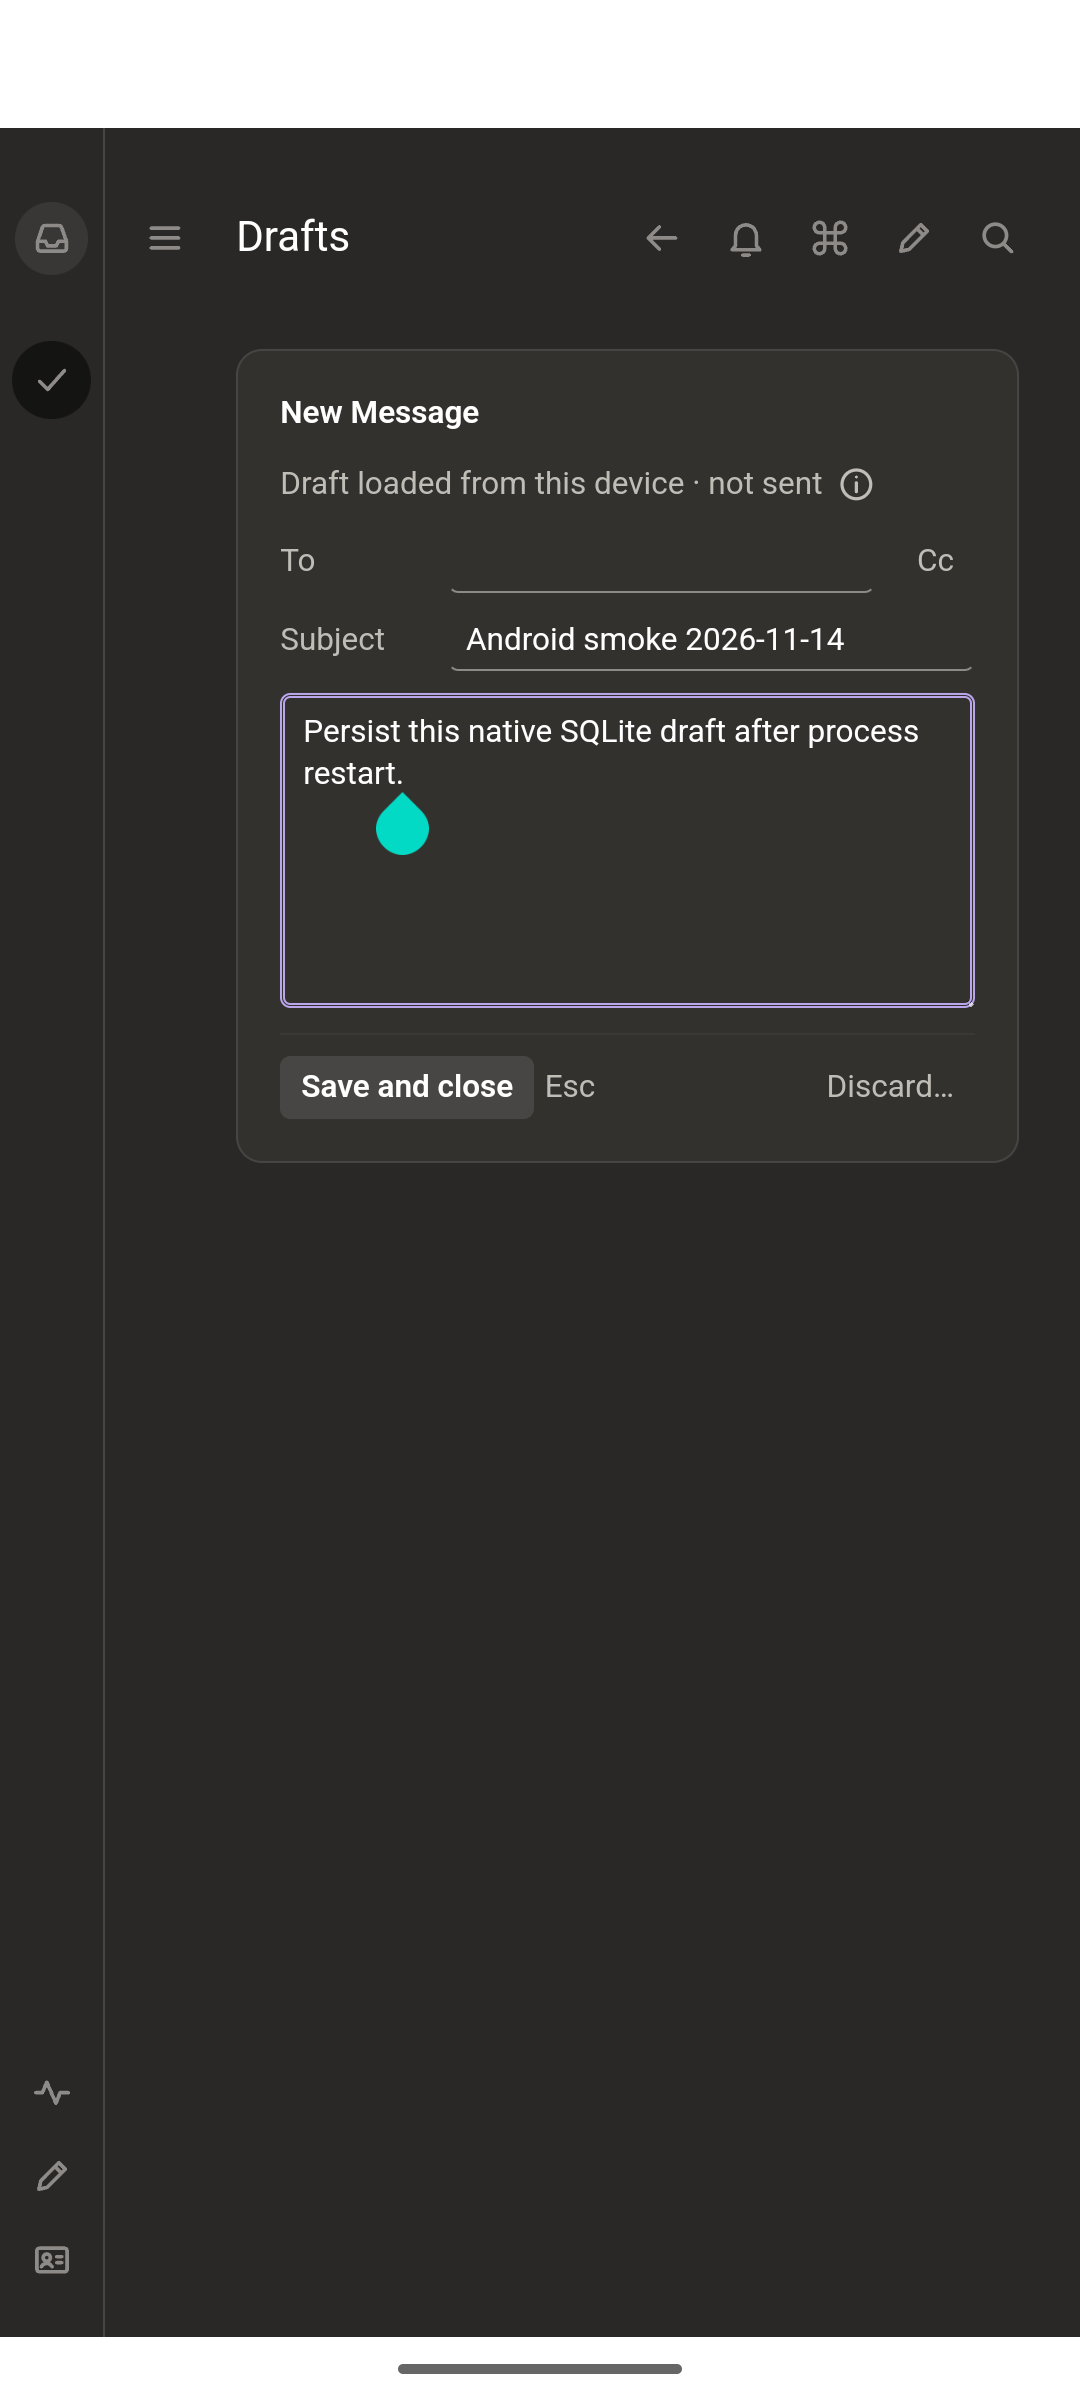 Drafts
New Message
Draft loaded from this device · not sent
To
Cc
Subject
Android smoke 2026-11-14
Persist this native SQLite draft after process
restart.
Save and close
Esc
Discard...